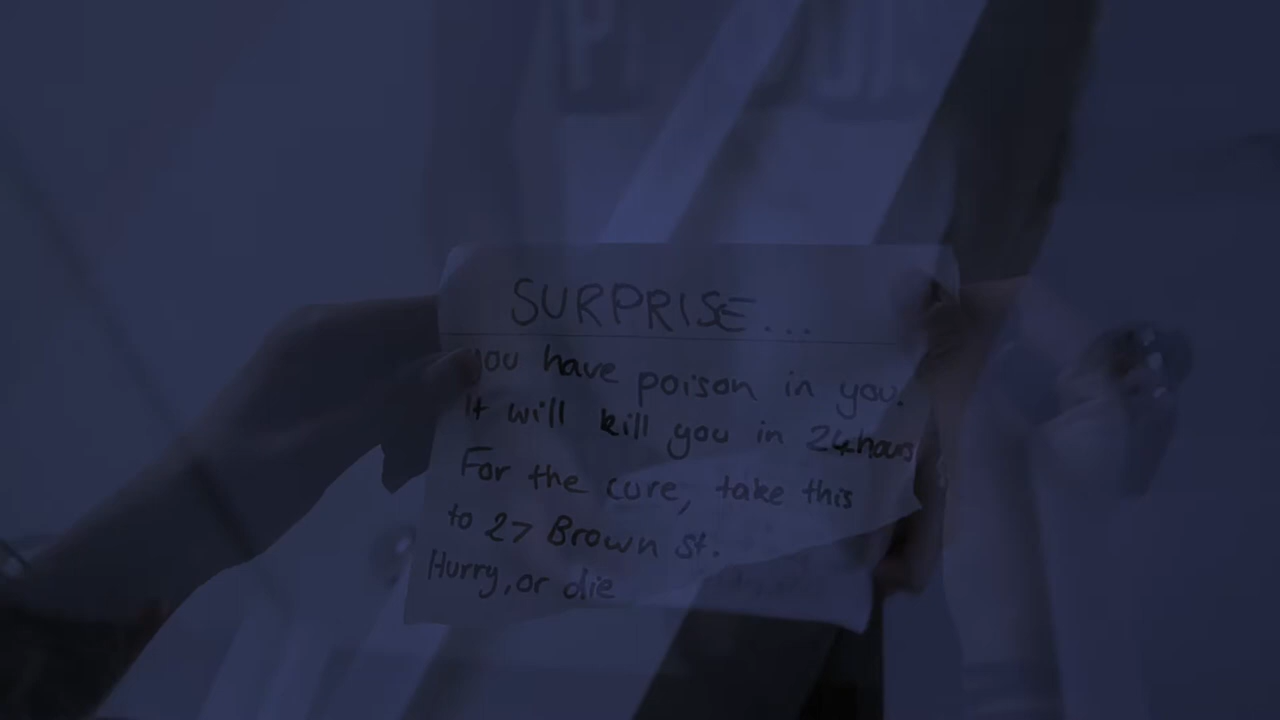 SURPRISE...
you have poison in you.
It will kill you in 24hours
For the cure, take this
to 27 Brown St.
Hurry, or die